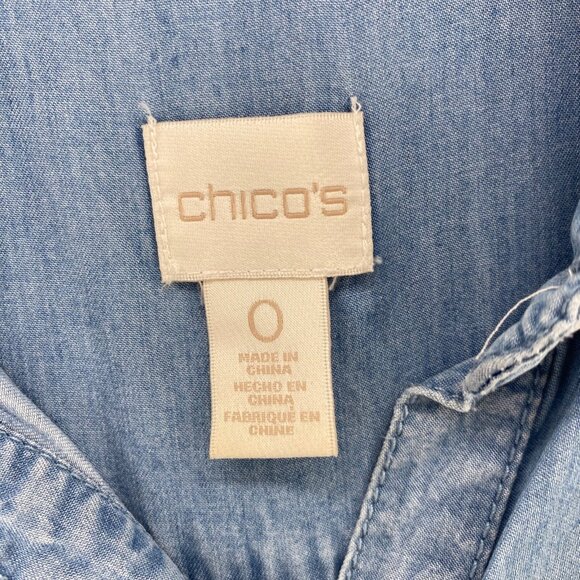 chico's
0
MADE IN
CHINA
HECHO EN
CHINA
FABRIQUÉ EN
CHINE